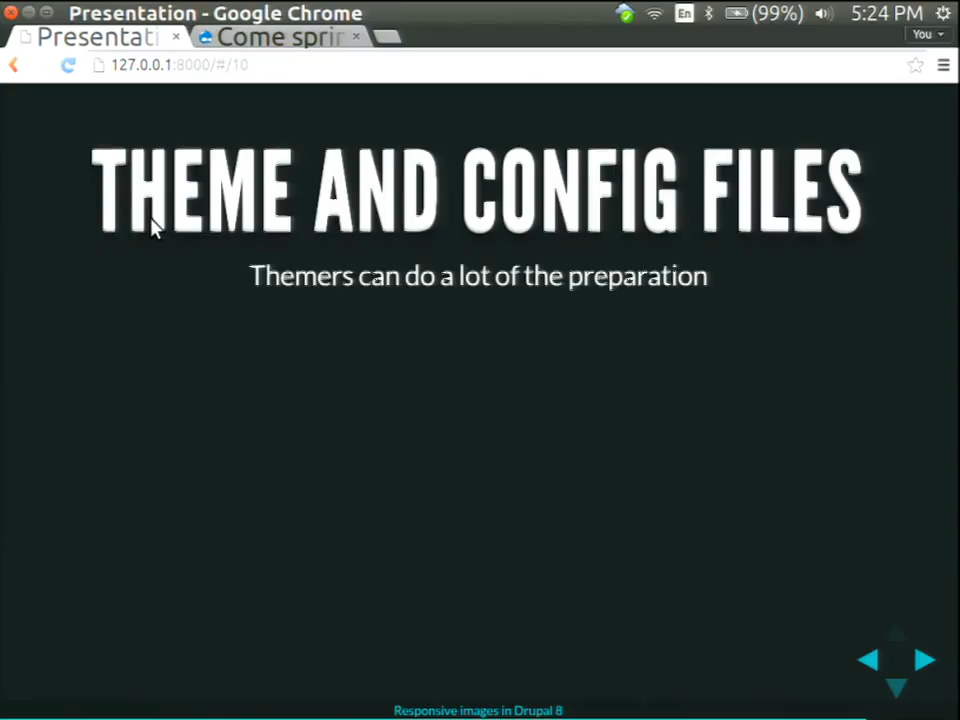 Presentation - Google Chrome
En
(99%)
5:24 PM
Presentati
Come sprin
You
127.0.0.1:8000/#/10
THEME AND CONFIG FILES
Themers can do a lot of the preparation
Responsive images in Drupal 8